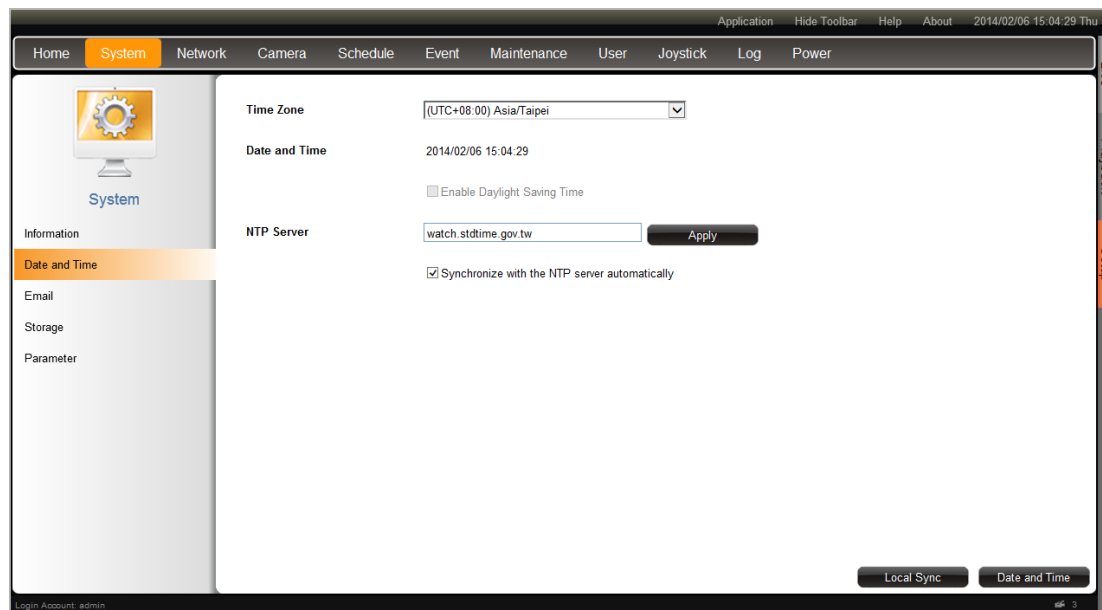 Application Hide Toolbar Help About 2014/02/06 15:04:29 Thu
Home System Network Camera Schedule Event Maintenance User Joystick Log Power
System
Information
Date and Time
Email
Storage
Parameter
Time Zone (UTC+08:00) Asia/Taipei
Date and Time 2014/02/06 15:04:29
Enable Daylight Saving Time
NTP Server watch.stdtime.gov.tw Apply
Synchronize with the NTP server automatically
Local Sync Date and Time
Login Account: admin 3